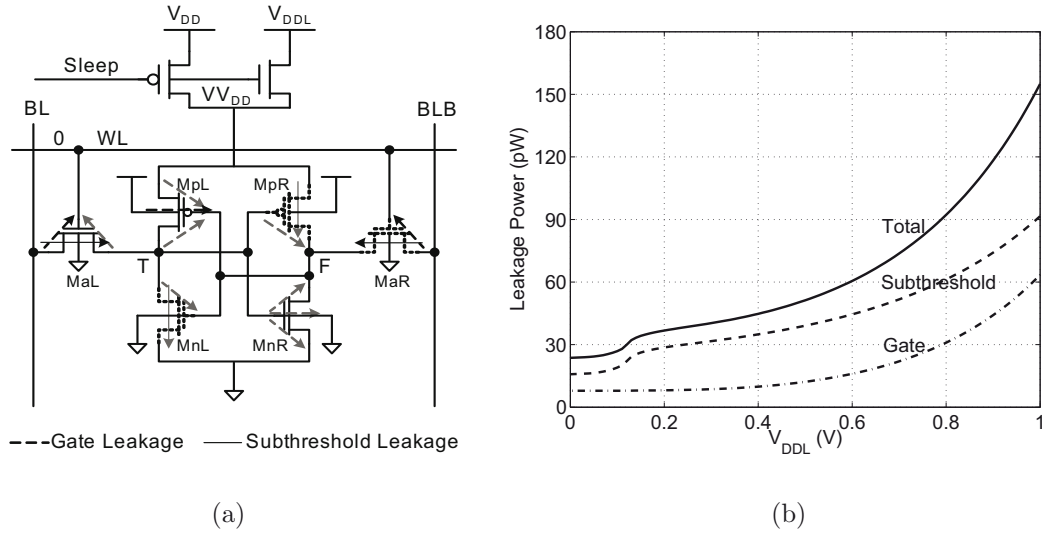 V_DD V_DDL
Sleep
VV_DD
BL BLB
0 WL
MpL MpR
T F
MaL MaR
MnL MnR
Gate Leakage Subthreshold Leakage
(a)
180
150
120
90
60
30
0
Leakage Power (pW)
Total
Subthreshold
Gate
0 0.2 0.4 0.6 0.8 1
V_DDL (V)
(b)